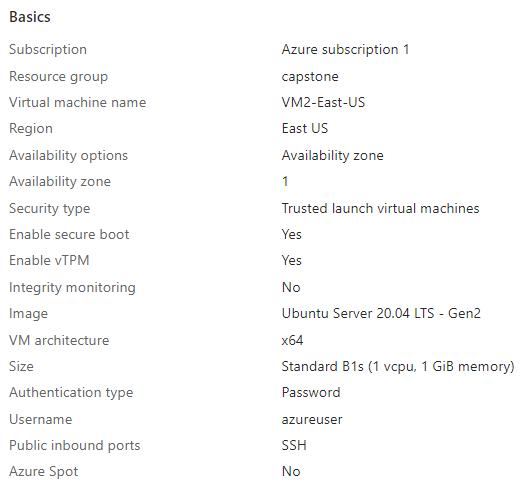 Basics
Subscription Azure subscription 1
Resource group capstone
Virtual machine name VM2-East-US
Region East US
Availability options Availability zone
Availability zone 1
Security type Trusted launch virtual machines
Enable secure boot Yes
Enable vTPM Yes
Integrity monitoring No
Image Ubuntu Server 20.04 LTS - Gen2
VM architecture x64
Size Standard B1s (1 vcpu, 1 GiB memory)
Authentication type Password
Username azureuser
Public inbound ports SSH
Azure Spot No